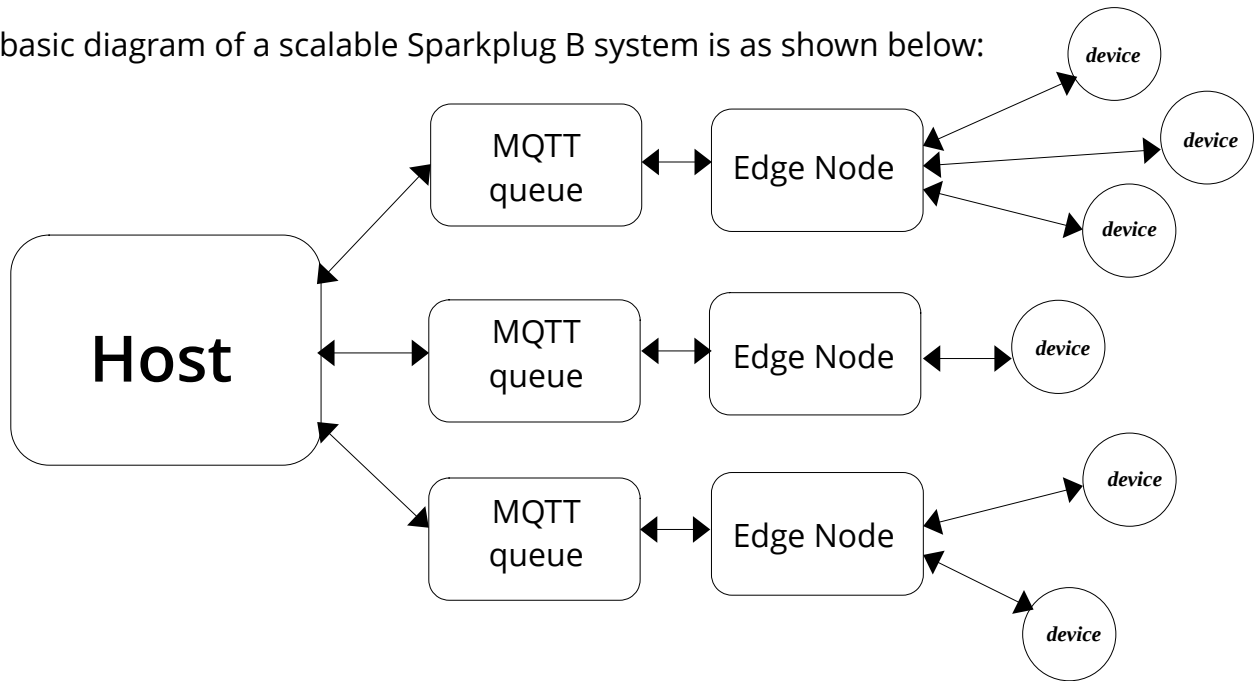 basic diagram of a scalable Sparkplug B system is as shown below:
device
device
device
MQTT
queue
Edge Node
Host
MQTT
queue
Edge Node
device
MQTT
queue
Edge Node
device
device